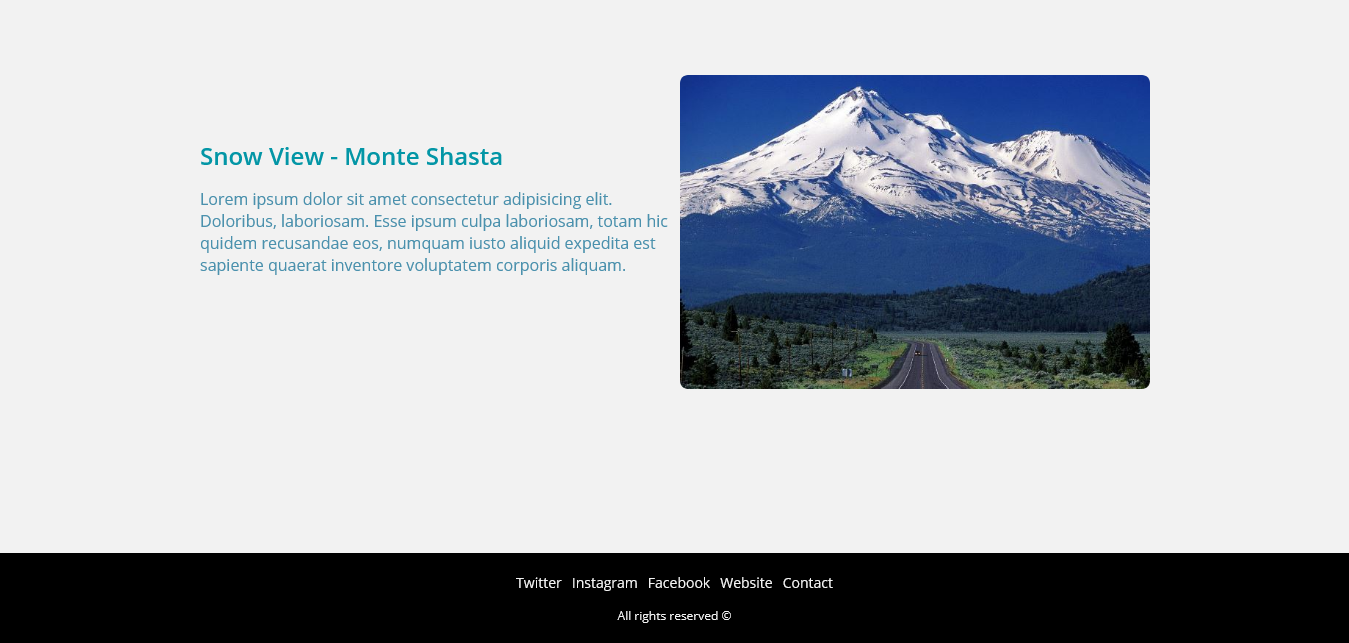 Snow View - Monte Shasta
Lorem ipsum dolor sit amet consectetur adipisicing elit.
Doloribus, laboriosam. Esse ipsum culpa laboriosam, totam hic
quidem recusandae eos, numquam iusto aliquid expedita est
sapiente quaerat inventore voluptatem corporis aliquam.
Twitter Instagram Facebook Website Contact
All rights reserved ©